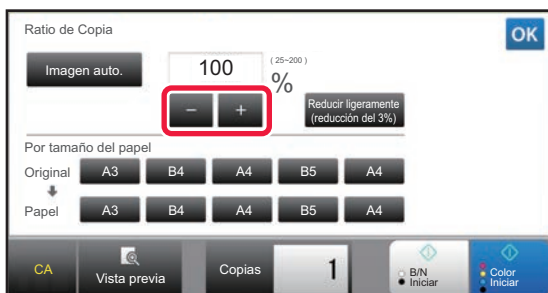 Ratio de Copia
OK
Imagen auto.
100
(25~200)
%
− +
Reducir ligeramente
(reducción del 3%)
Por tamaño del papel
Original A3 B4 A4 B5 A4
Papel A3 B4 A4 B5 A4
CA
Vista previa
Copias
1
B/N
Iniciar
Color
Iniciar